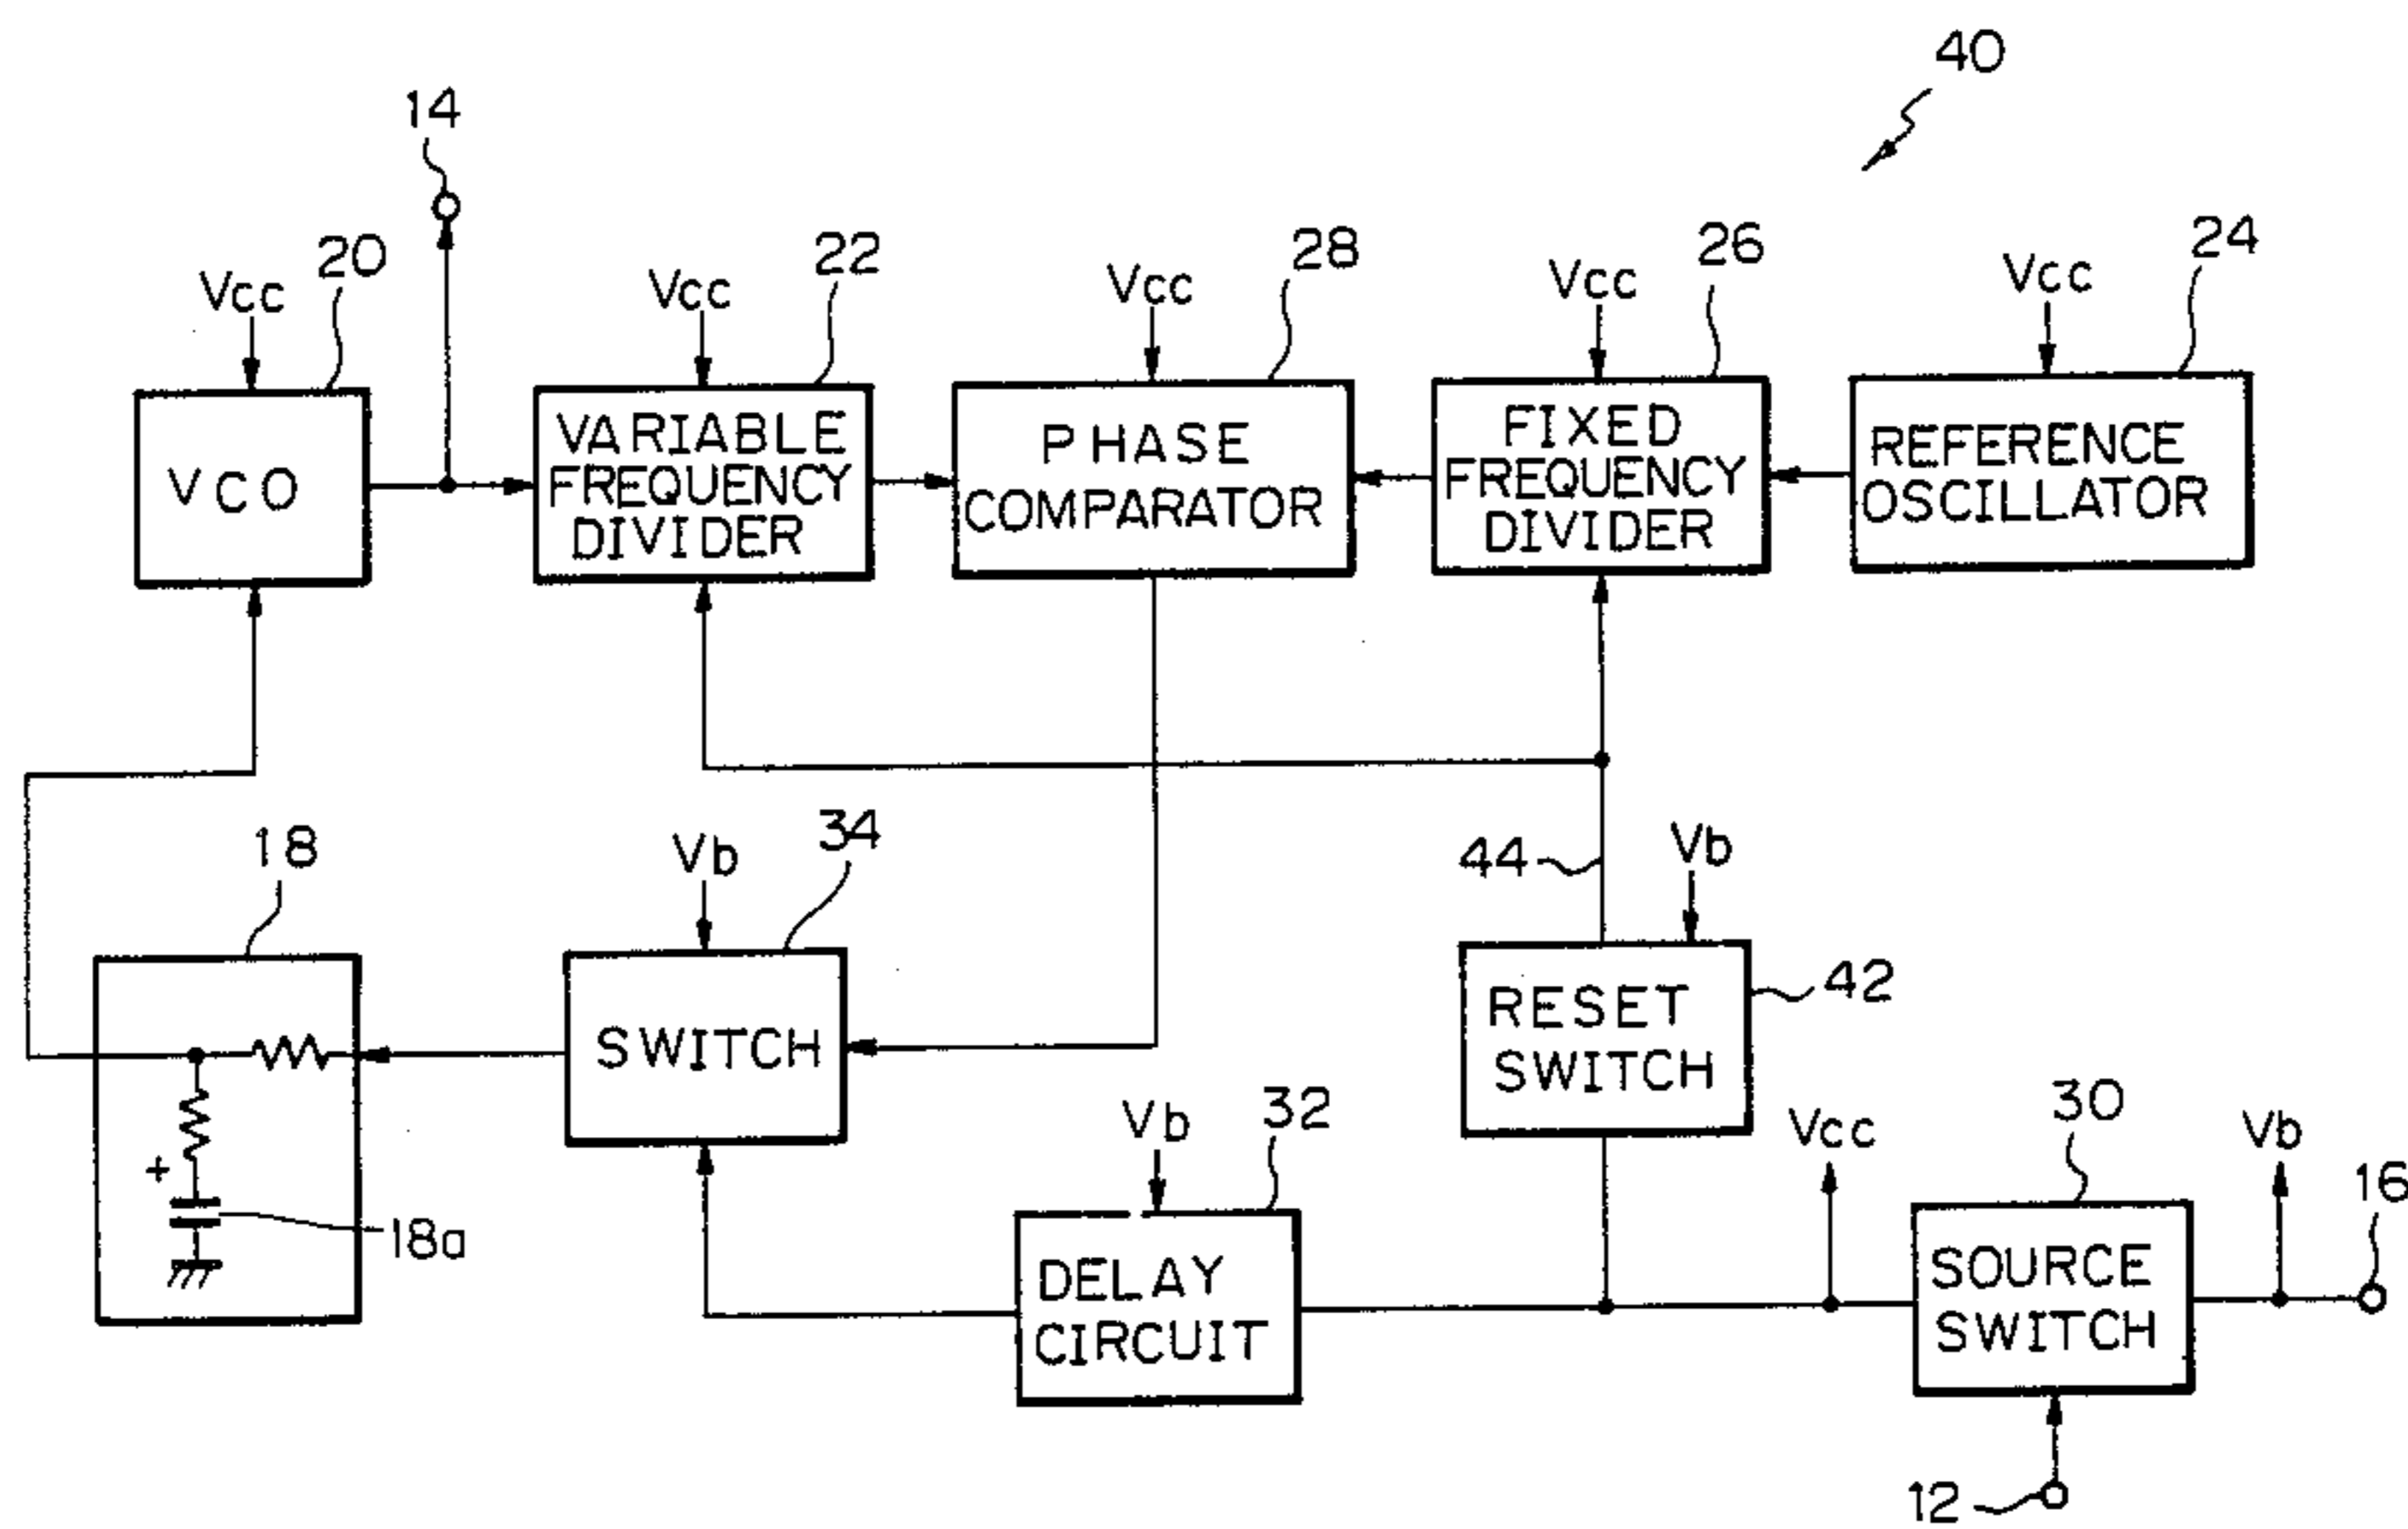 40
14
20
22
28
26
24
Vcc
Vcc
Vcc
Vcc
Vcc
VCO
VARIABLE
FREQUENCY
DIVIDER
PHASE
COMPARATOR
FIXED
FREQUENCY
DIVIDER
REFERENCE
OSCILLATOR
18
Vb
34
44
Vb
SWITCH
RESET
SWITCH
42
+
18a
Vb
32
DELAY
CIRCUIT
Vcc
30
Vb
16
SOURCE
SWITCH
12